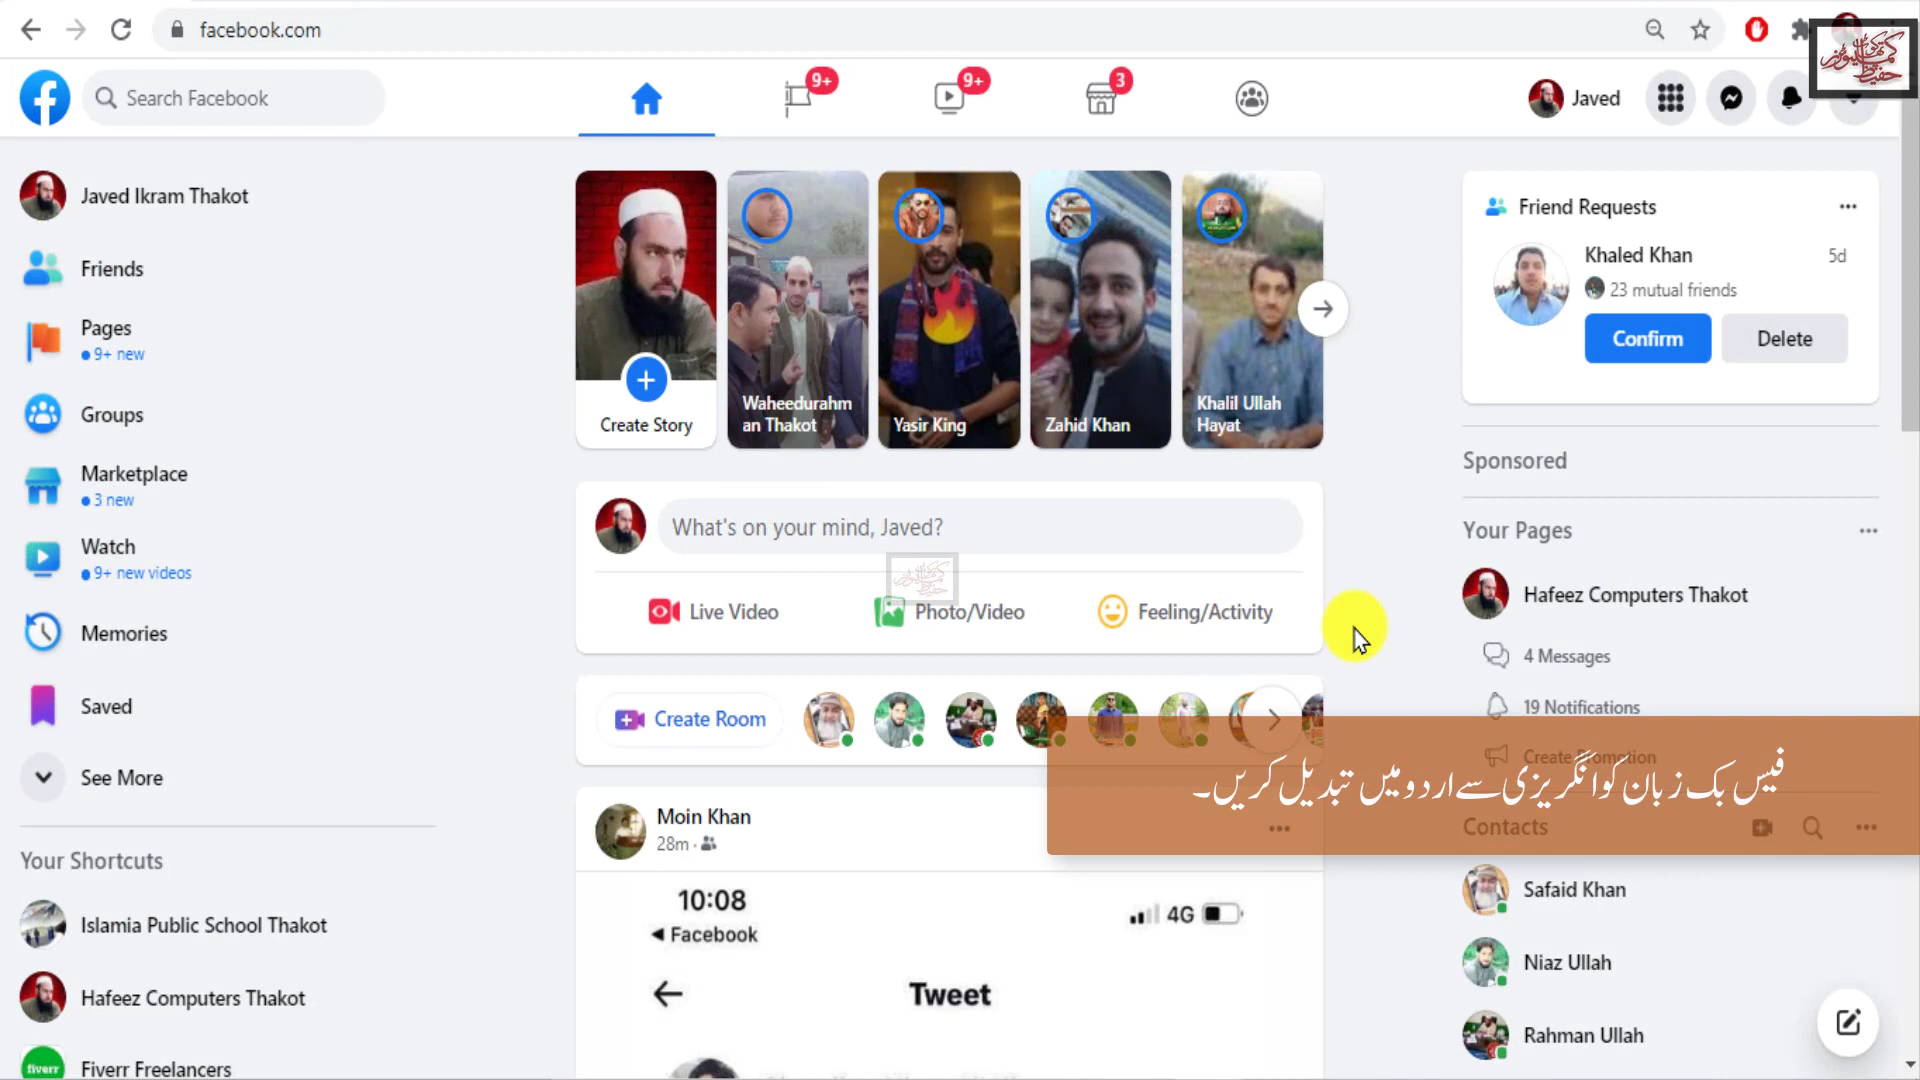 facebook.com
Search Facebook
9+
9+
3
Javed
Javed Ikram Thakot
Friends
Pages
9+ new
Groups
Marketplace
3 new
Watch
9+ new videos
Memories
Saved
See More
Your Shortcuts
Islamia Public School Thakot
Hafeez Computers Thakot
fiverr
Fiverr Freelancers
Create Story
Waheedurahm
an Thakot
Yasir King
Zahid Khan
Khalil Ullah
Hayat
What's on your mind, Javed?
Live Video
Photo/Video
Feeling/Activity
Create Room
Moin Khan
28m
10:08
4G
Facebook
Tweet
Friend Requests
Khaled Khan
5d
23 mutual friends
Confirm
Delete
Sponsored
Your Pages
Hafeez Computers Thakot
4 Messages
19 Notifications
Create Promotion
فیس بک زبان کو انگریزی سے اردو میں تبدیل کریں۔
Contacts
Safaid Khan
Niaz Ullah
Rahman Ullah